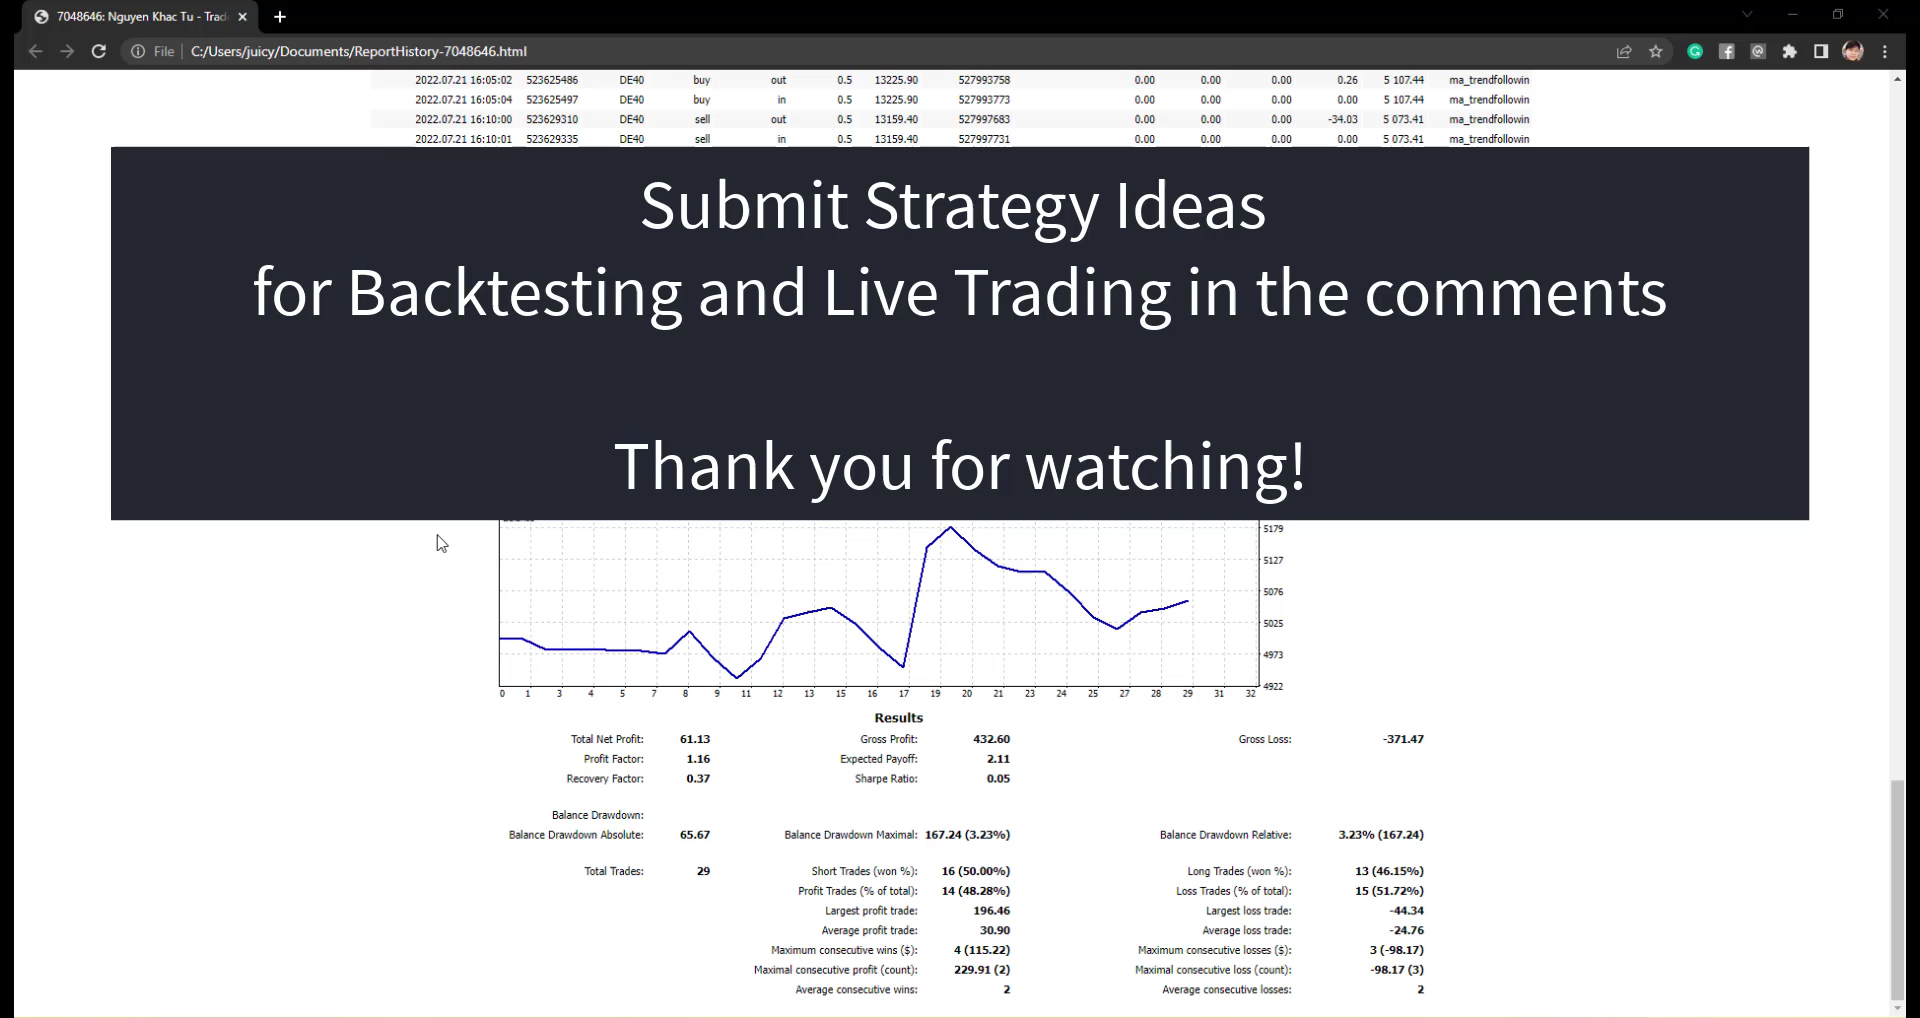 7048646: Nguyen Khac Tu - Trad
File C:/Users/juicy/Documents/ReportHistory-7048646.html
2022.07.21 16:05:02 523625486 DE40 buy out 0.5 13225.90 527993758 0.00 0.00 0.00 0.26 5 107.44 ma_trendfollowin
2022.07.21 16:05:04 523625497 DE40 buy in 0.5 13225.90 527993773 0.00 0.00 0.00 0.00 5 107.44 ma_trendfollowin
2022.07.21 16:10:00 523629310 DE40 sell out 0.5 13159.40 527997683 0.00 0.00 0.00 -34.03 5 073.41 ma_trendfollowin
2022.07.21 16:10:01 523629335 DE40 sell in 0.5 13159.40 527997731 0.00 0.00 0.00 0.00 5 073.41 ma_trendfollowin
Submit Strategy Ideas
for Backtesting and Live Trading in the comments
Thank you for watching!
5179
5127
5076
5025
4973
4922
0 1 3 4 5 7 8 9 11 12 13 15 16 17 19 20 21 23 24 25 27 28 29 31 32
Results
Total Net Profit: 61.13 Gross Profit: 432.60 Gross Loss: -371.47
Profit Factor: 1.16 Expected Payoff: 2.11
Recovery Factor: 0.37 Sharpe Ratio: 0.05
Balance Drawdown:
Balance Drawdown Absolute: 65.67 Balance Drawdown Maximal: 167.24 (3.23%) Balance Drawdown Relative: 3.23% (167.24)
Total Trades: 29 Short Trades (won %): 16 (50.00%) Long Trades (won %): 13 (46.15%)
Profit Trades (% of total): 14 (48.28%) Loss Trades (% of total): 15 (51.72%)
Largest profit trade: 196.46 Largest loss trade: -44.34
Average profit trade: 30.90 Average loss trade: -24.76
Maximum consecutive wins ($): 4 (115.22) Maximum consecutive losses ($): 3 (-98.17)
Maximal consecutive profit (count): 229.91 (2) Maximal consecutive loss (count): -98.17 (3)
Average consecutive wins: 2 Average consecutive losses: 2